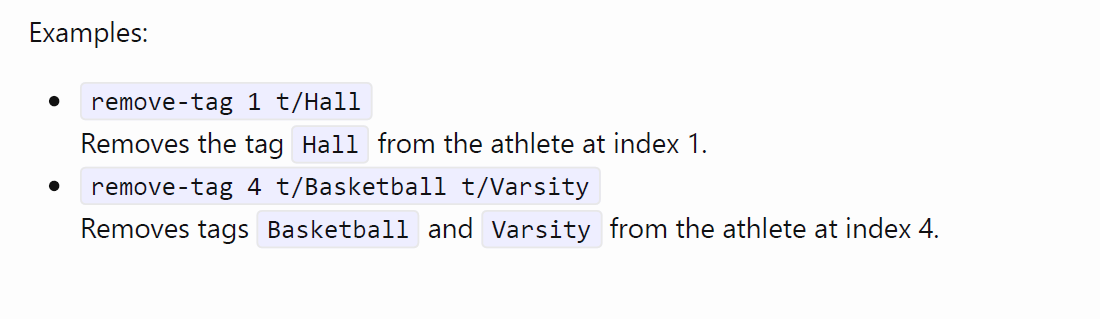 Examples:
remove-tag 1 t/Hall
Removes the tag Hall from the athlete at index 1.
remove-tag 4 t/Basketball t/Varsity
Removes tags Basketball and Varsity from the athlete at index 4.